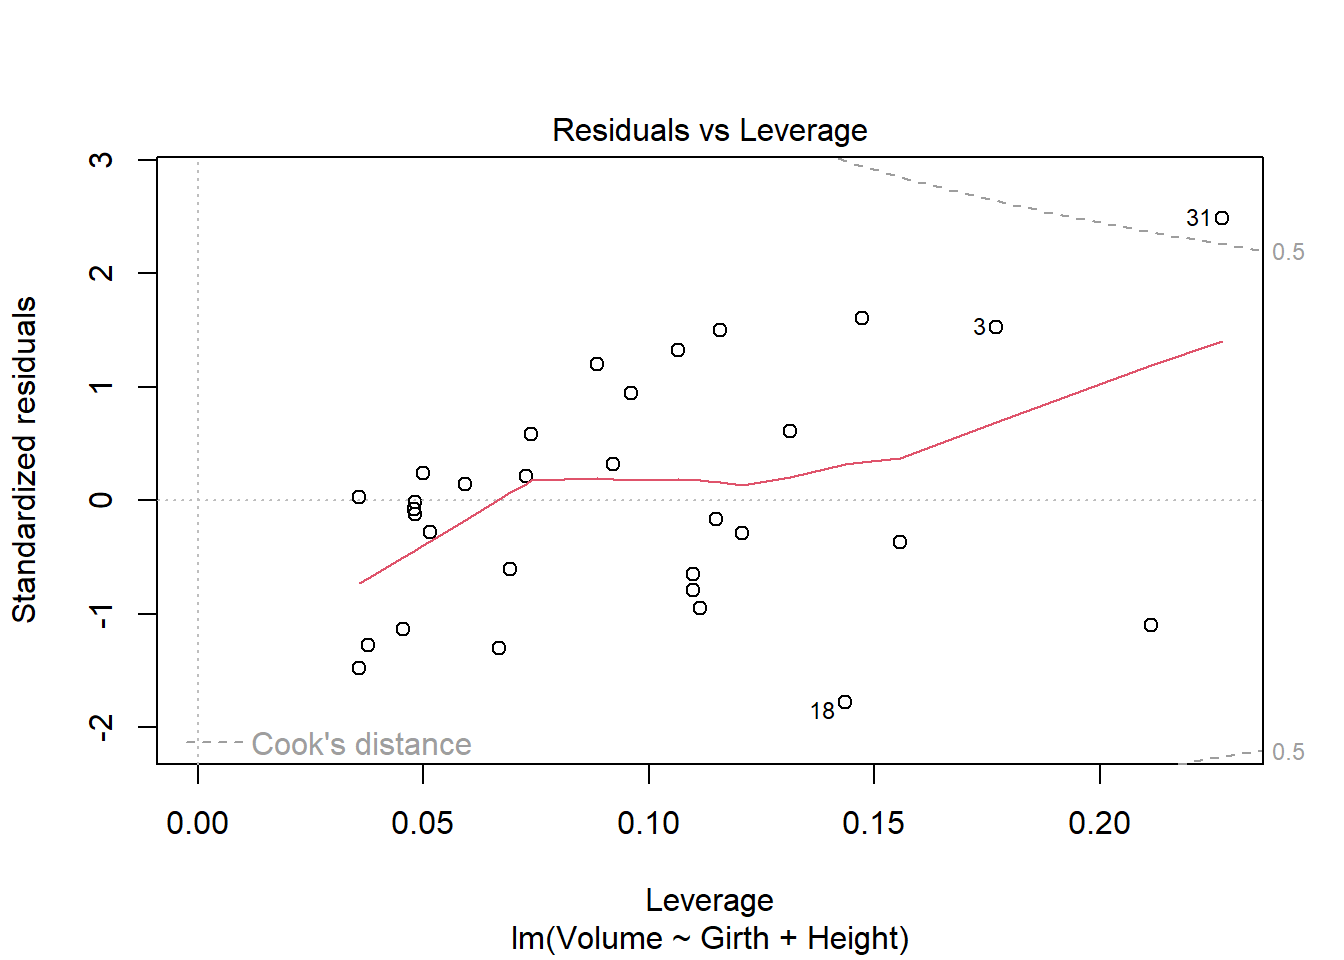 Residuals vs Leverage
3
2
1
0
-1
-2
Standardized residuals
31
0.5
3
18
0.5
Cook's distance
0.00 0.05 0.10 0.15 0.20
Leverage
lm(Volume ~ Girth + Height)